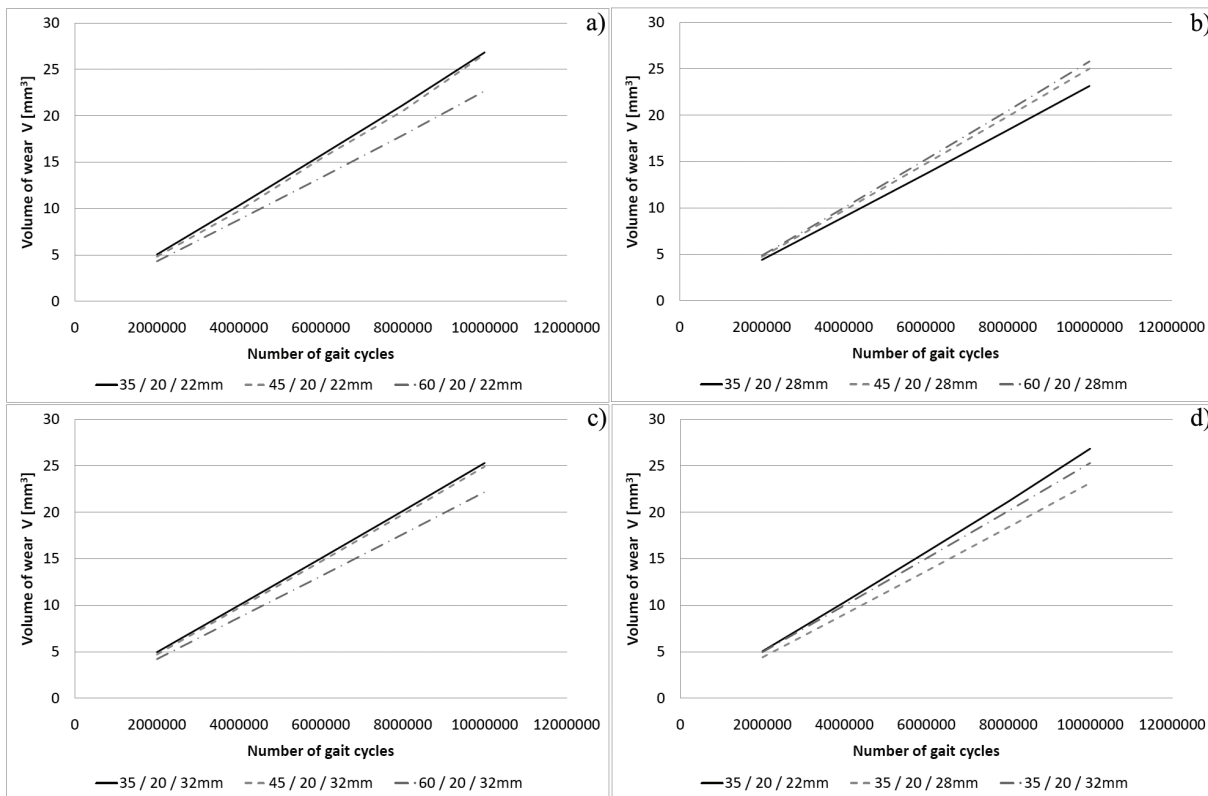 a)
Volume of wear V [mm³]
30
25
20
15
10
5
0
0 2000000 4000000 6000000 8000000 10000000 12000000
Number of gait cycles
35 / 20 / 22mm 45 / 20 / 22mm 60 / 20 / 22mm
b)
Volume of wear V [mm³]
30
25
20
15
10
5
0
0 2000000 4000000 6000000 8000000 10000000 12000000
Number of gait cycles
35 / 20 / 28mm 45 / 20 / 28mm 60 / 20 / 28mm
c)
Volume of wear V [mm³]
30
25
20
15
10
5
0
0 2000000 4000000 6000000 8000000 10000000 12000000
Number of gait cycles
35 / 20 / 32mm 45 / 20 / 32mm 60 / 20 / 32mm
d)
Volume of wear V [mm³]
30
25
20
15
10
5
0
0 2000000 4000000 6000000 8000000 10000000 12000000
Number of gait cycles
35 / 20 / 22mm 35 / 20 / 28mm 35 / 20 / 32mm